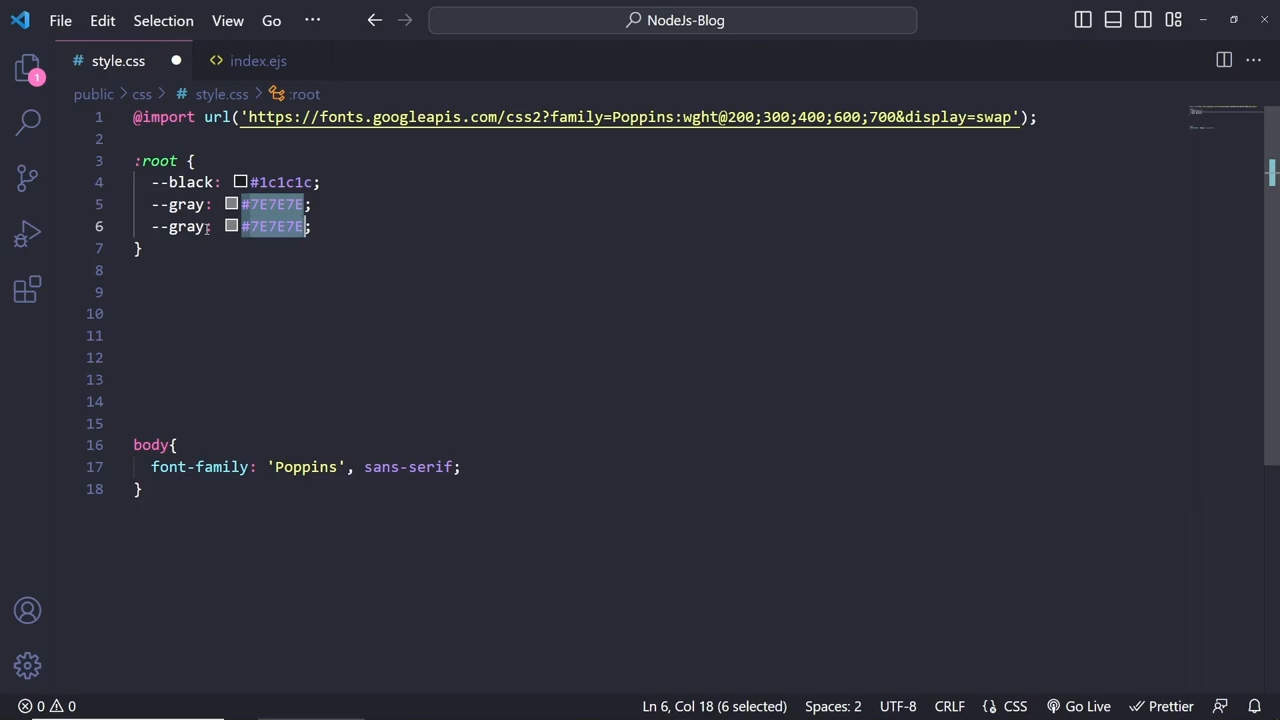 File Edit Selection View Go ··· NodeJs-Blog
# style.css <> index.ejs
1
public > css > # style.css > :root
1 @import url('https://fonts.googleapis.com/css2?family=Poppins:wght@200;300;400;600;700&display=swap');
2
3 :root {
4 --black: #1c1c1c;
5 --gray: #7E7E7E;
6 --gray: #7E7E7E;
7 }
8
9
10
11
12
13
14
15
16 body{
17 font-family: 'Poppins', sans-serif;
18 }
0 0 Ln 6, Col 18 (6 selected) Spaces: 2 UTF-8 CRLF {} CSS Go Live Prettier